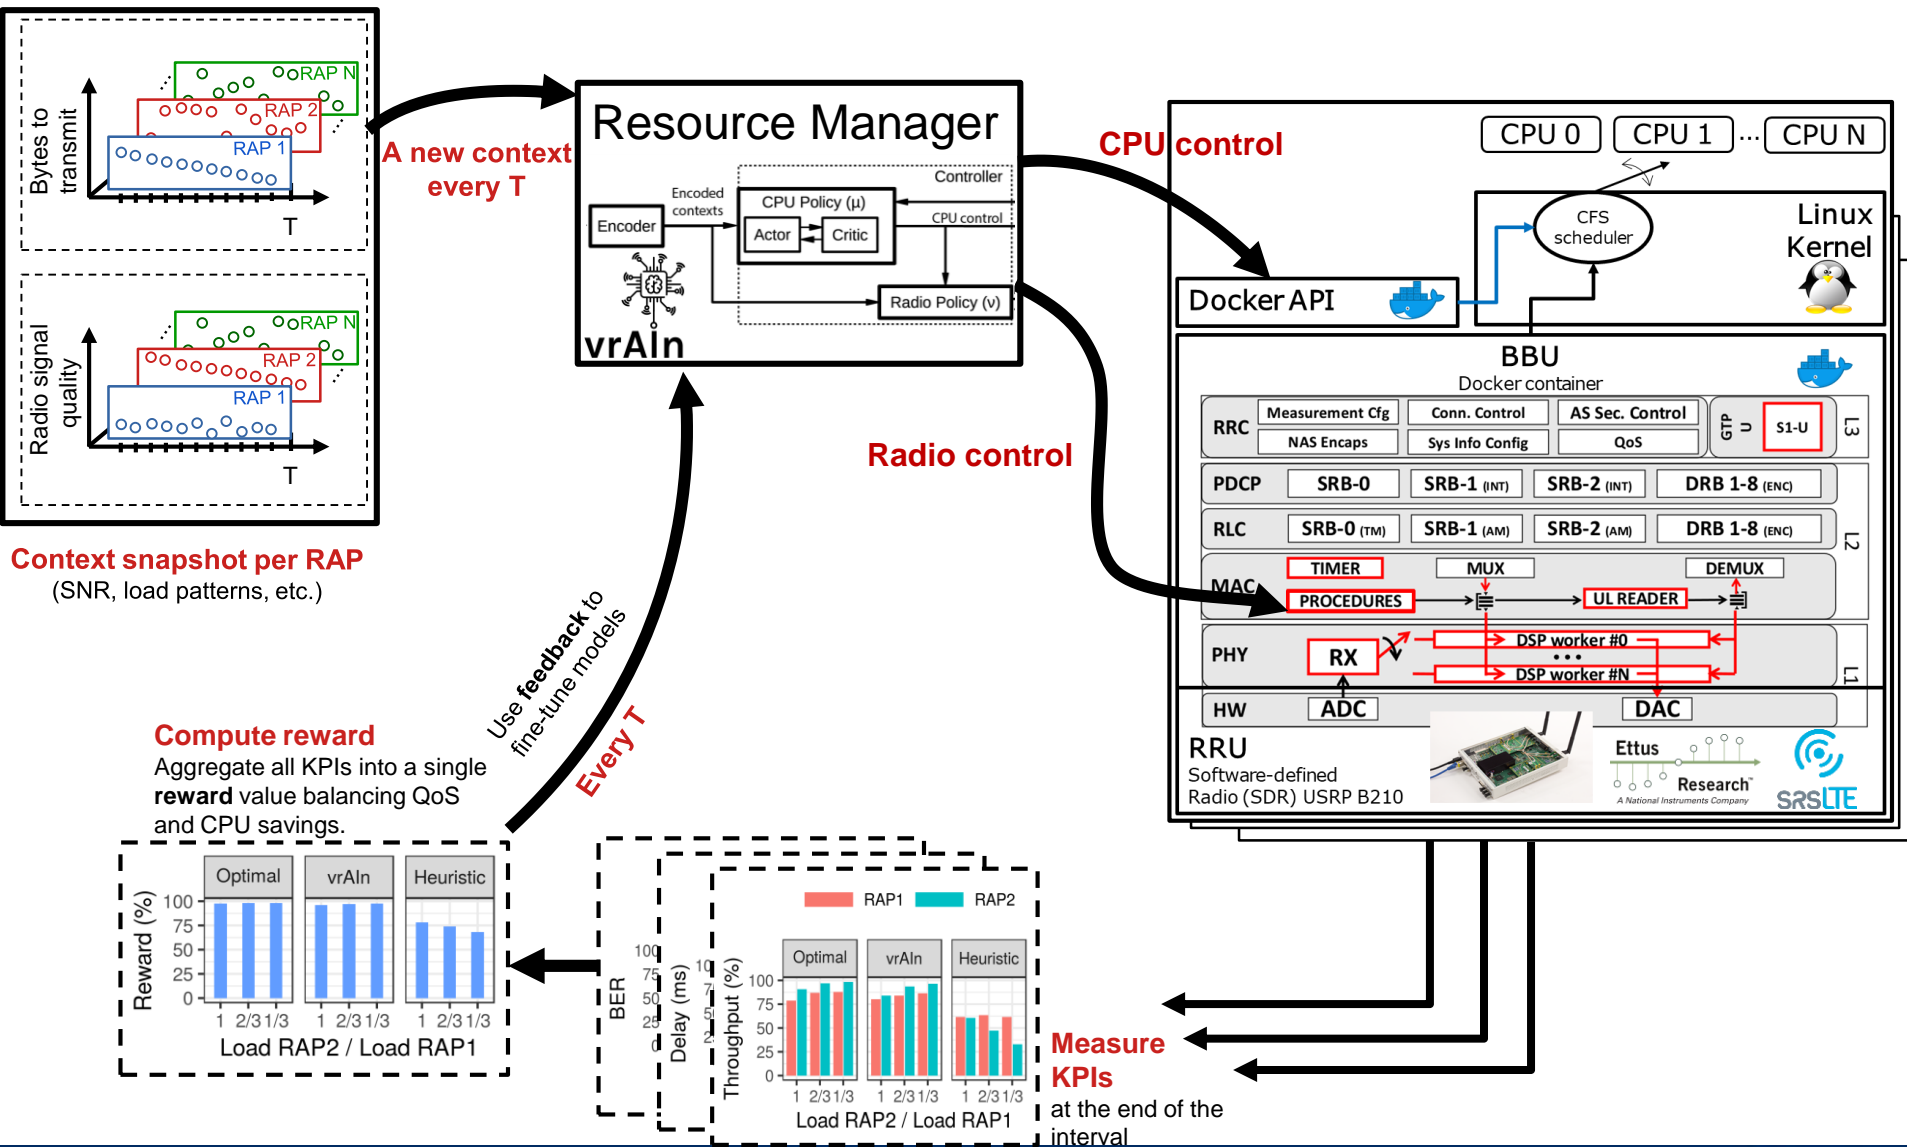 Bytes to
transmit
RAP N
RAP 2
RAP 1
T
Radio signal
quality
RAP N
RAP 2
RAP 1
T
Context snapshot per RAP
(SNR, load patterns, etc.)
A new context
every T
Resource Manager
Controller
Encoded
contexts
CPU Policy (μ)
CPU control
Encoder
Actor
Critic
Radio Policy (ν)
vrAIn
CPU control
Radio control
CPU 0
CPU 1
...
CPU N
CFS
scheduler
Linux
Kernel
Docker API
BBU
Docker container
RRC
Measurement Cfg
Conn. Control
AS Sec. Control
NAS Encaps
Sys Info Config
QoS
GTP
U
S1-U
L3
PDCP
SRB-0
SRB-1 (INT)
SRB-2 (INT)
DRB 1-8 (ENC)
RLC
SRB-0 (TM)
SRB-1 (AM)
SRB-2 (AM)
DRB 1-8 (ENC)
L2
MAC
TIMER
MUX
DEMUX
PROCEDURES
UL READER
PHY
RX
DSP worker #0
...
DSP worker #N
L1
HW
ADC
DAC
RRU
Software-defined
Radio (SDR) USRP B210
Ettus
Research™
A National Instruments Company
SRSLTE
Use feedback to
fine-tune models
Every T
Compute reward
Aggregate all KPIs into a single
reward value balancing QoS
and CPU savings.
Reward (%)
Optimal
vrAIn
Heuristic
100
75
50
25
0
1 2/3 1/3
1 2/3 1/3
1 2/3 1/3
Load RAP2 / Load RAP1
BER
100
75
50
25
0
Delay (ms)
10
7
5
2
RAP1
RAP2
Throughput (%)
Optimal
vrAIn
Heuristic
100
75
50
25
0
1 2/3 1/3
1 2/3 1/3
1 2/3 1/3
Load RAP2 / Load RAP1
Measure
KPIs
at the end of the
interval